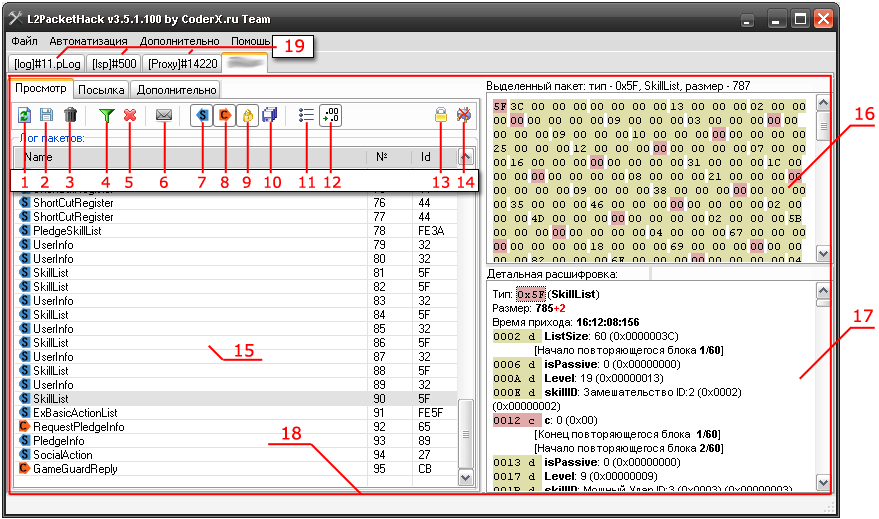 L2PacketHack v3.5.1.100 by CoderX.ru Team
Файл Автоматизация Дополнительно Помощь
19
[log]#11.pLog [lsp]#500 [Proxy]#14220
Просмотр Посылка Дополнительно
Лог пакетов:
Name № Id
1 2 3 4 5 6 7 8 9 10 11 12 13 14
ShortCutRegister 76 44
ShortCutRegister 77 44
PledgeSkillList 78 FE3A
UserInfo 79 32
UserInfo 80 32
SkillList 81 5F
SkillList 82 5F
UserInfo 83 32
SkillList 84 5F
UserInfo 85 32
SkillList 86 5F
UserInfo 87 32
SkillList 88 5F
UserInfo 89 32
SkillList 90 5F
ExBasicActionList 91 FE5F
RequestPledgeInfo 92 65
PledgeInfo 93 89
SocialAction 94 27
GameGuardReply 95 CB
15
18
Выделенный пакет: тип - 0x5F, SkillList, размер - 787
5F 3C 00 00 00 00 00 00 00 13 00 00 00 02 00 00
00 00 00 00 00 00 09 00 00 00 03 00 00 00 00 00
00 00 00 09 00 00 00 10 00 00 00 00 00 00 00 00
25 00 00 00 12 00 00 00 00 00 00 00 00 07 00 00
00 16 00 00 00 00 00 00 00 00 31 00 00 00 1C 00
00 00 00 00 00 00 00 08 00 00 00 21 00 00 00 00
00 00 00 00 09 00 00 00 38 00 00 00 00 00 00 00
00 35 00 00 00 46 00 00 00 00 00 00 00 00 02 00
00 00 4D 00 00 00 00 00 00 00 00 02 00 00 00 5B
00 00 00 00 00 00 00 00 04 00 00 00 67 00 00 00
00 00 00 00 00 18 00 00 00 69 00 00 00 00 00 00
16
Детальная расшифровка:
Тип: 0x5F (SkillList)
Размер: 785+2
Время прихода: 16:12:08:156
0002 d ListSize: 60 (0x0000003C)
[Начало повторяющегося блока 1/60]
0006 d isPassive: 0 (0x00000000)
000A d Level: 19 (0x00000013)
000E d skillID: Замешательство ID:2 (0x0002)
(0x00000002)
0012 c c: 0 (0x00)
[Конец повторяющегося блока 1/60]
[Начало повторяющегося блока 2/60]
0013 d isPassive: 0 (0x00000000)
0017 d Level: 9 (0x00000009)
001B d skillID: Мощный Удар ID:3 (0x0003) (0x00000003)
17